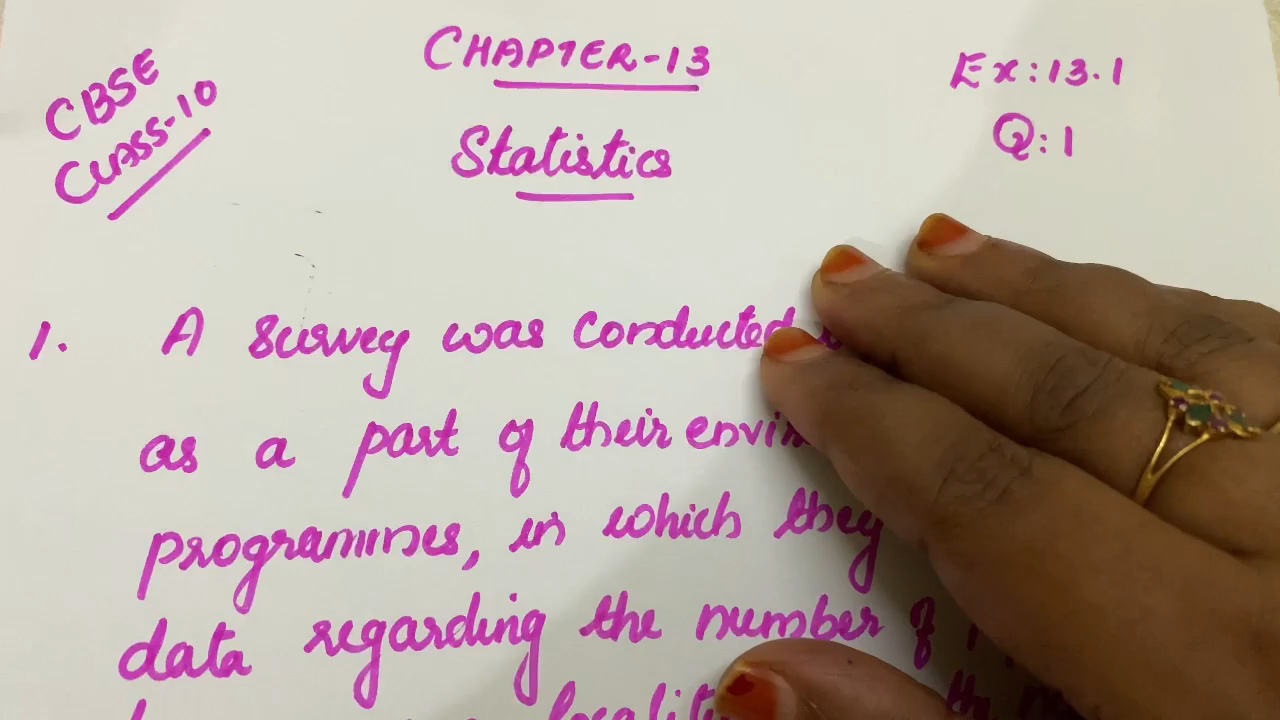 CBSE
CLASS-10
CHAPTER-13
Statistics
Ex:13.1
Q:1
1. A survey was conducted
as a part of their
programmes, in which they
data regarding the number of